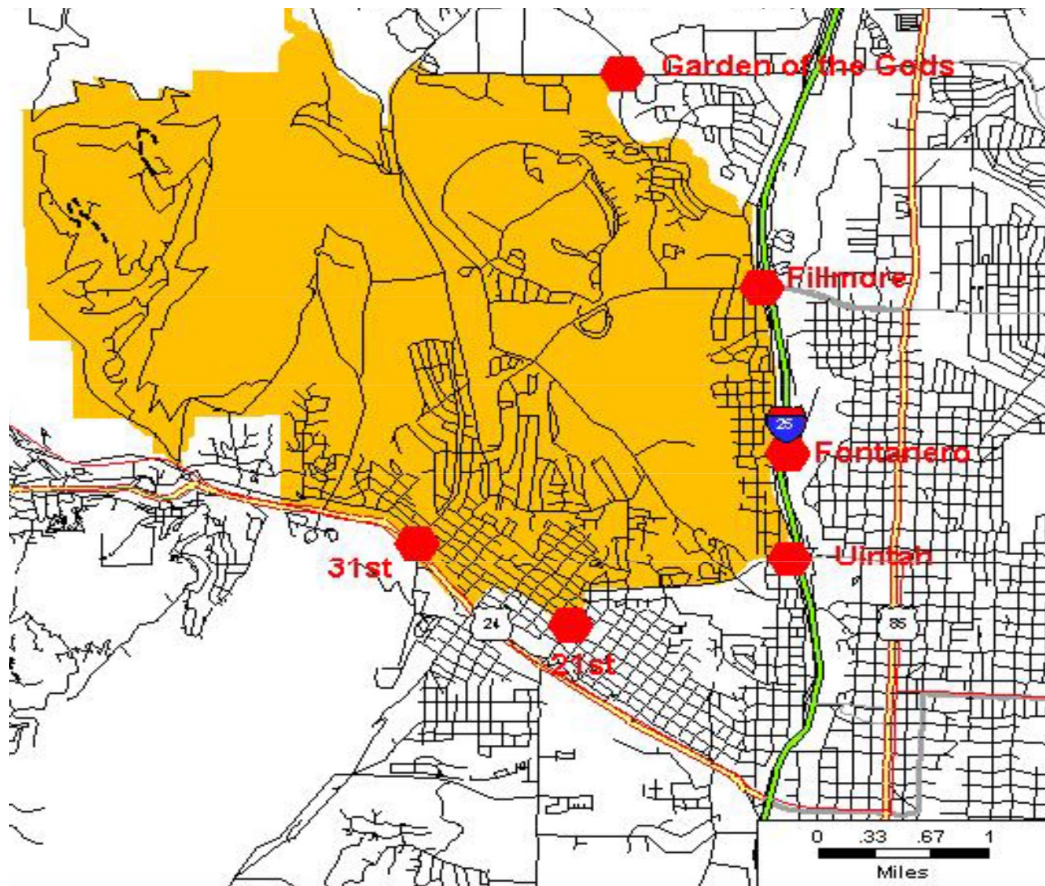 Garden of the Gods
Fillmore
25
Fontanero
Uintah
31st
24
85
21st
0 .33 .67 1
Miles